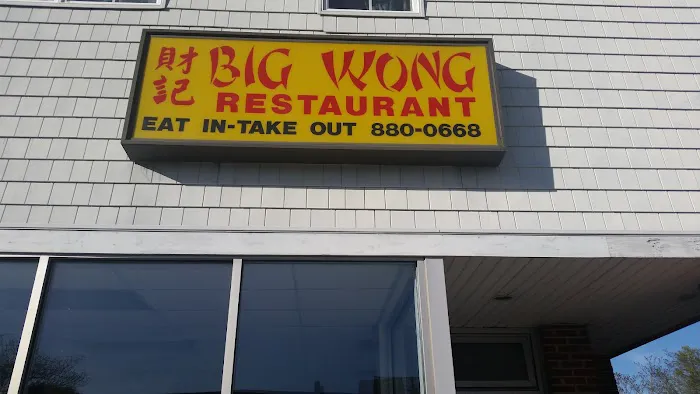 財記
BIG WONG
RESTAURANT
EAT IN-TAKE OUT 880-0668